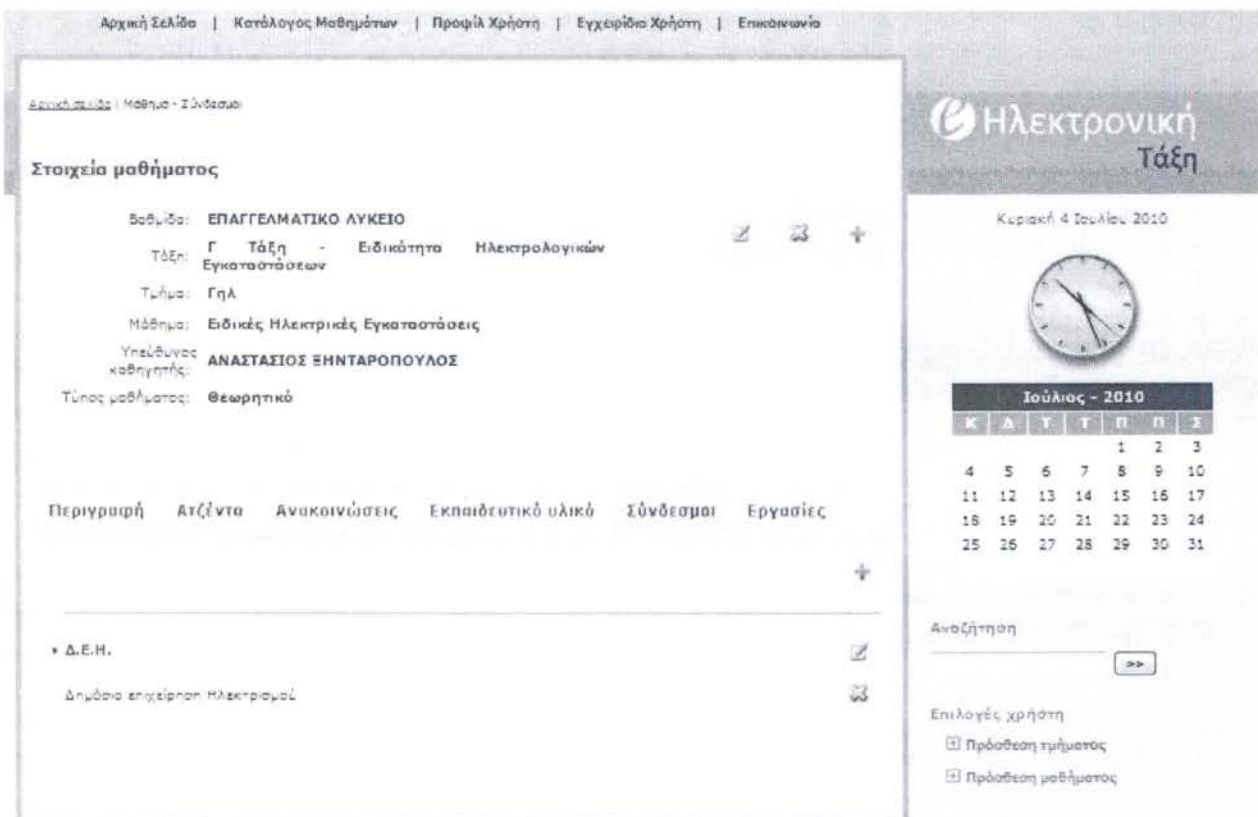 Αρχική Σελίδα | Κατάλογος Μαθημάτων | Προφίλ Χρήστη | Εγχειρίδιο Χρήστη | Επικοινωνία
Αρχική σελίδα | Μάθημα - Σύνδεσμοι
Στοιχεία μαθήματος
Βαθμίδα: ΕΠΑΓΓΕΛΜΑΤΙΚΟ ΛΥΚΕΙΟ
Τάξη: Γ Τάξη - Ειδικότητα Ηλεκτρολογικών
Εγκαταστάσεων
Τμήμα: Γηλ
Μάθημα: Ειδικές Ηλεκτρικές Εγκαταστάσεις
Υπεύθυνος
καθηγητής: ΑΝΑΣΤΑΣΙΟΣ ΞΗΝΤΑΡΟΠΟΥΛΟΣ
Τύπος μαθήματος: Θεωρητικό
Περιγραφή Ατζέντα Ανακοινώσεις Εκπαιδευτικό υλικό Σύνδεσμοι Εργασίες
Δ.Ε.Η.
Δημόσια επιχείρηση Ηλεκτρισμού
e Ηλεκτρονική
Τάξη
Κυριακή 4 Ιουλίου 2010
Ιούλιος - 2010
Κ Δ Τ Τ Π Π Σ
1 2 3
4 5 6 7 8 9 10
11 12 13 14 15 16 17
18 19 20 21 22 23 24
25 26 27 28 29 30 31
Αναζήτηση
>>
Επιλογές χρήστη
Πρόσθεση τμήματος
Πρόσθεση μαθήματος